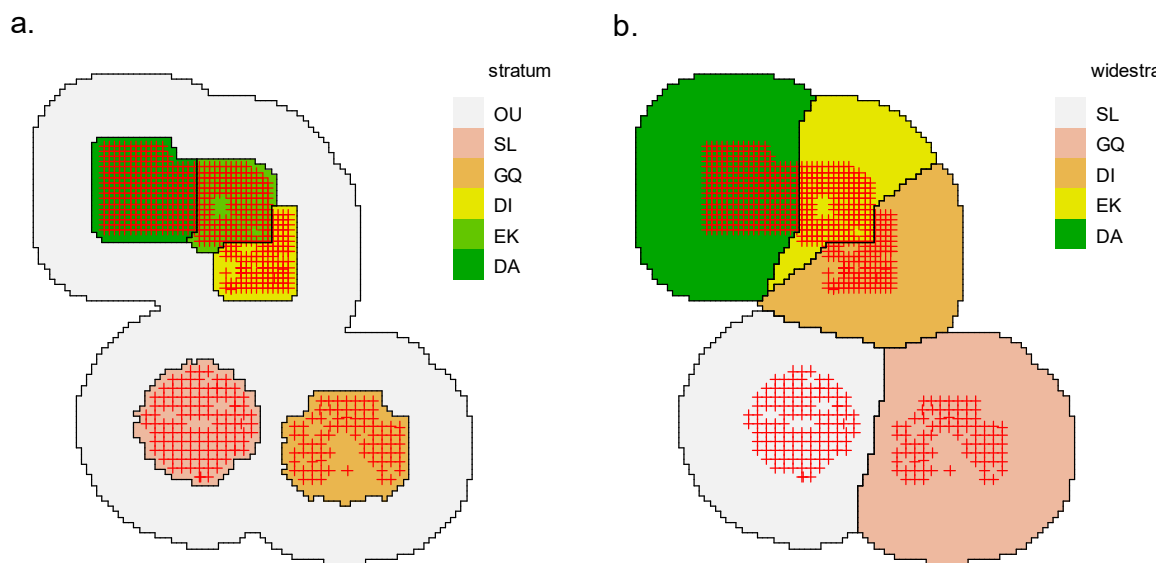 a.
stratum
OU
SL
GQ
DI
EK
DA
b.
widestra
SL
GQ
DI
EK
DA